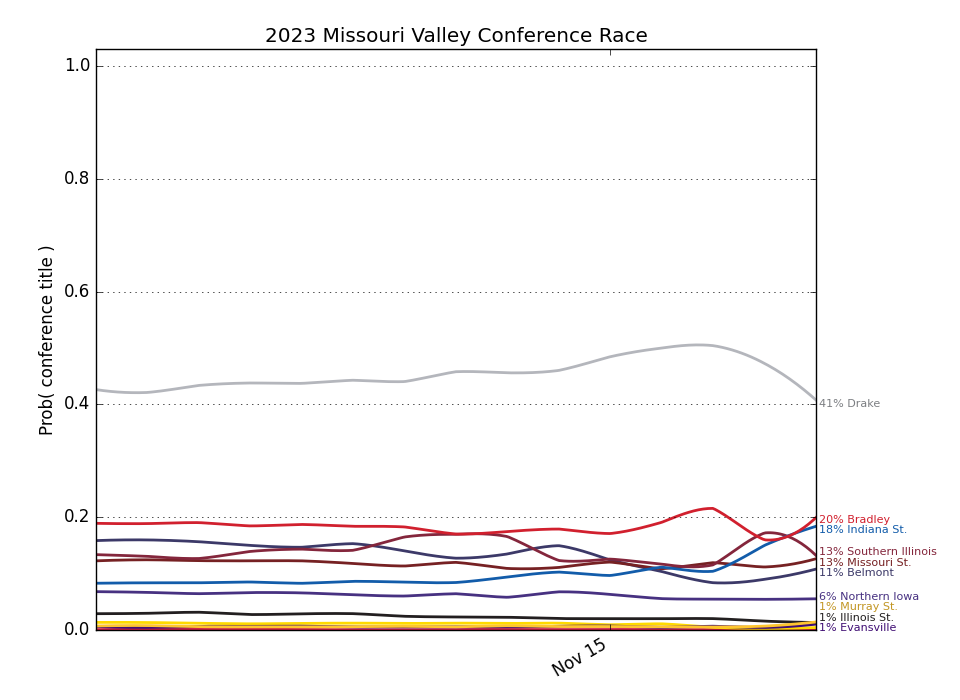 2023 Missouri Valley Conference Race
Prob( conference title )
1.0
0.8
0.6
0.4
0.2
0.0
41% Drake
20% Bradley
18% Indiana St.
13% Southern Illinois
13% Missouri St.
11% Belmont
6% Northern Iowa
1% Murray St.
1% Illinois St.
1% Evansville
Nov 15